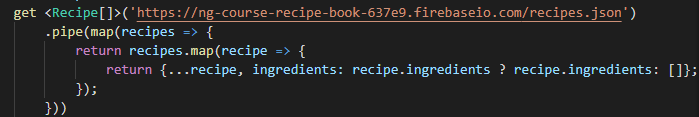 get <Recipe[]>('https://ng-course-recipe-book-637e9.firebaseio.com/recipes.json')
.pipe(map(recipes => {
return recipes.map(recipe => {
return {...recipe, ingredients: recipe.ingredients ? recipe.ingredients: []};
});
}))